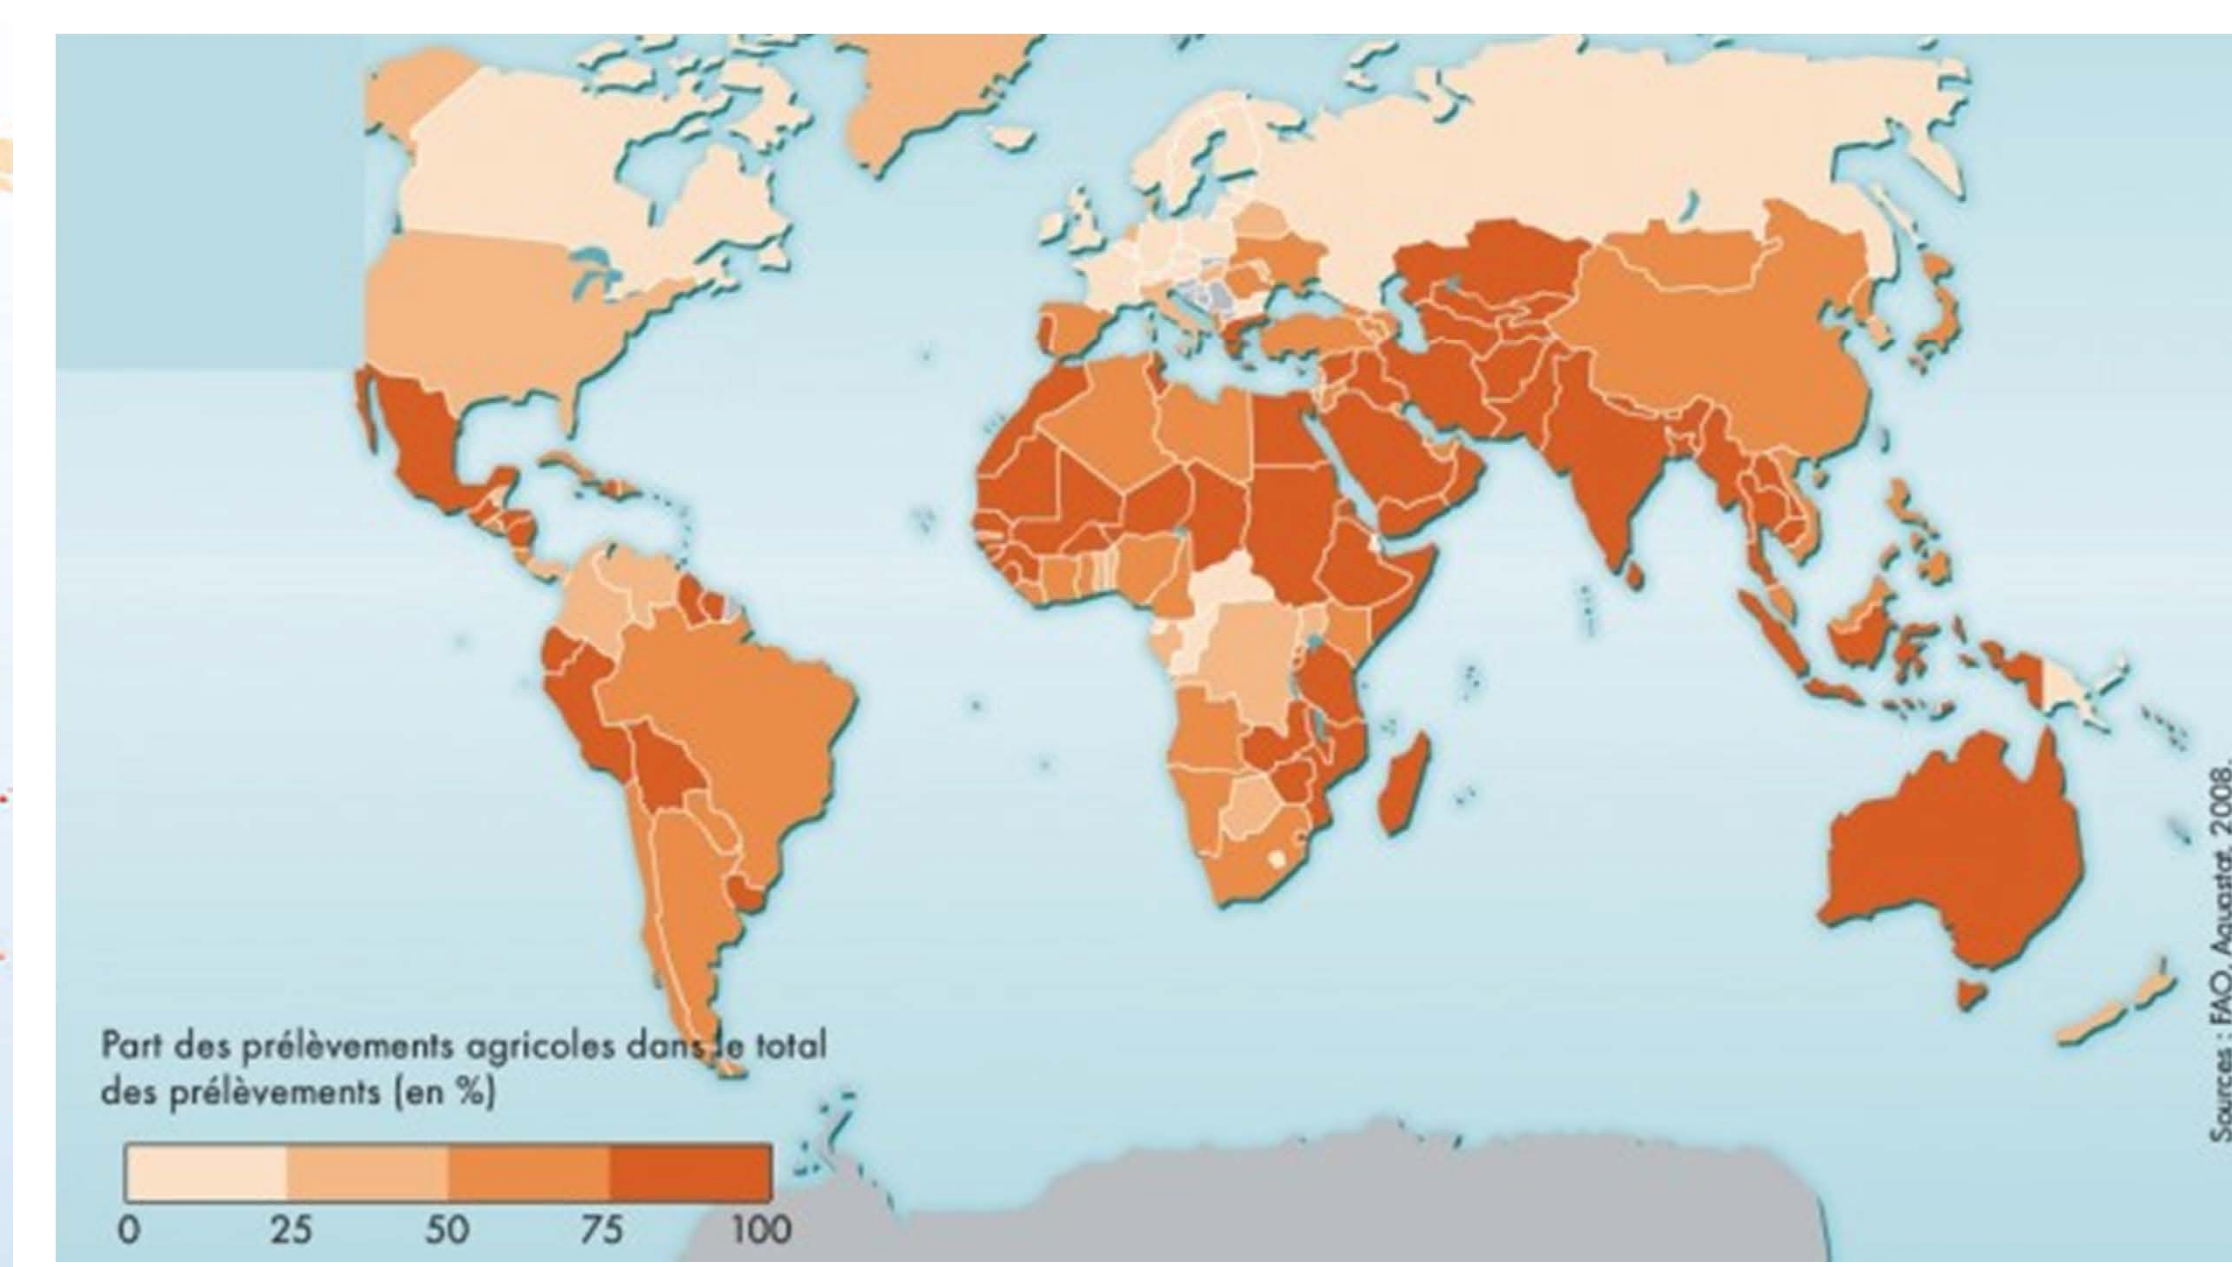 Part des prélèvements agricoles dans le total
des prélèvements (en %)
0 25 50 75 100
Sources : FAO, Aquastat, 2008.